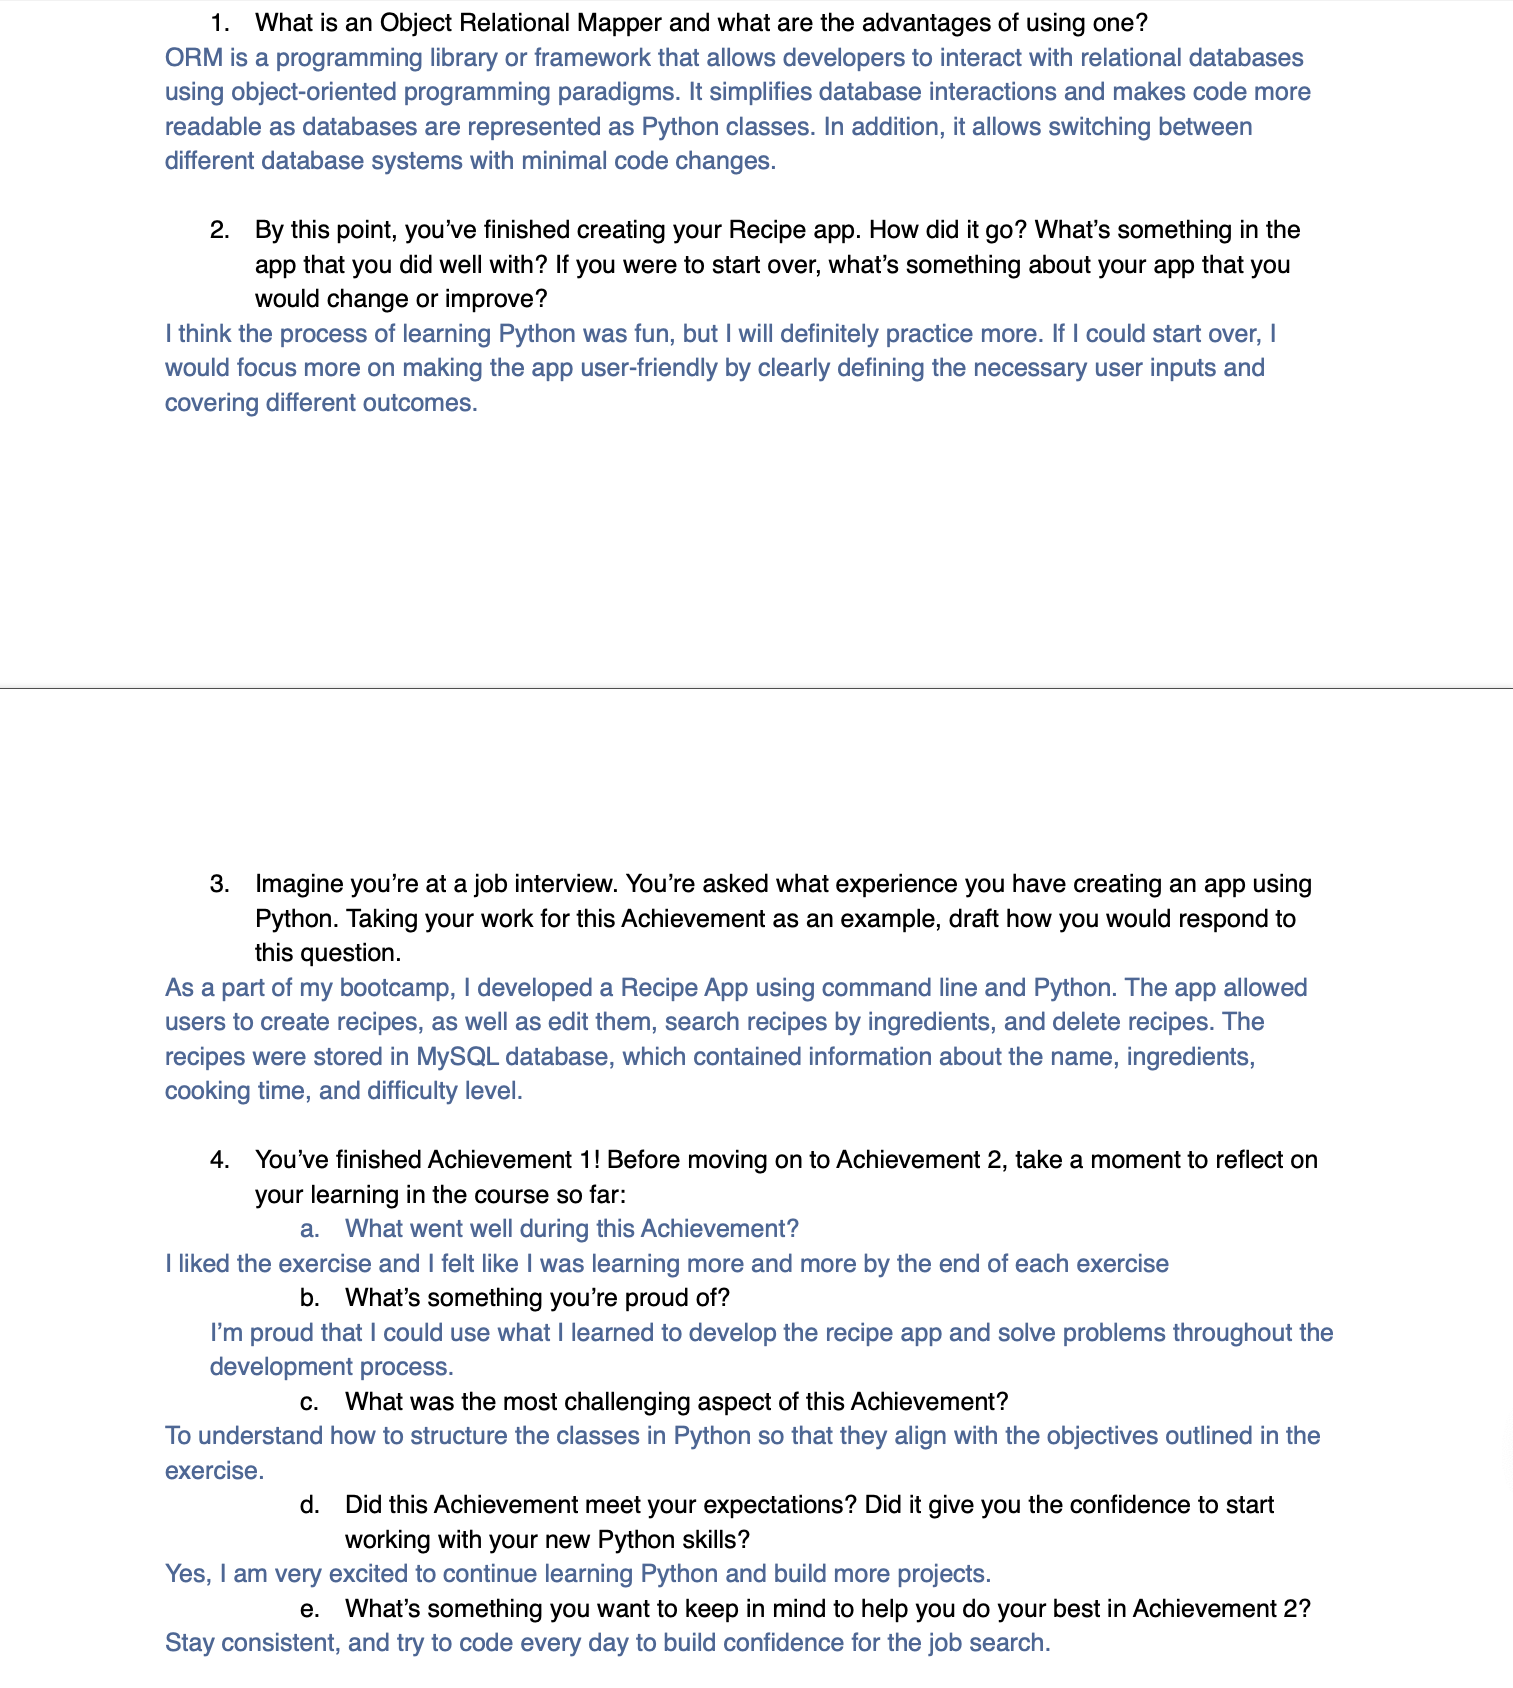 1. What is an Object Relational Mapper and what are the advantages of using one?
ORM is a programming library or framework that allows developers to interact with relational databases
using object-oriented programming paradigms. It simplifies database interactions and makes code more
readable as databases are represented as Python classes. In addition, it allows switching between
different database systems with minimal code changes.
2. By this point, you’ve finished creating your Recipe app. How did it go? What’s something in the
app that you did well with? If you were to start over, what’s something about your app that you
would change or improve?
I think the process of learning Python was fun, but I will definitely practice more. If I could start over, I
would focus more on making the app user-friendly by clearly defining the necessary user inputs and
covering different outcomes.
3. Imagine you’re at a job interview. You’re asked what experience you have creating an app using
Python. Taking your work for this Achievement as an example, draft how you would respond to
this question.
As a part of my bootcamp, I developed a Recipe App using command line and Python. The app allowed
users to create recipes, as well as edit them, search recipes by ingredients, and delete recipes. The
recipes were stored in MySQL database, which contained information about the name, ingredients,
cooking time, and difficulty level.
4. You’ve finished Achievement 1! Before moving on to Achievement 2, take a moment to reflect on
your learning in the course so far:
a. What went well during this Achievement?
I liked the exercise and I felt like I was learning more and more by the end of each exercise
b. What’s something you’re proud of?
I’m proud that I could use what I learned to develop the recipe app and solve problems throughout the
development process.
c. What was the most challenging aspect of this Achievement?
To understand how to structure the classes in Python so that they align with the objectives outlined in the
exercise.
d. Did this Achievement meet your expectations? Did it give you the confidence to start
working with your new Python skills?
Yes, I am very excited to continue learning Python and build more projects.
e. What’s something you want to keep in mind to help you do your best in Achievement 2?
Stay consistent, and try to code every day to build confidence for the job search.